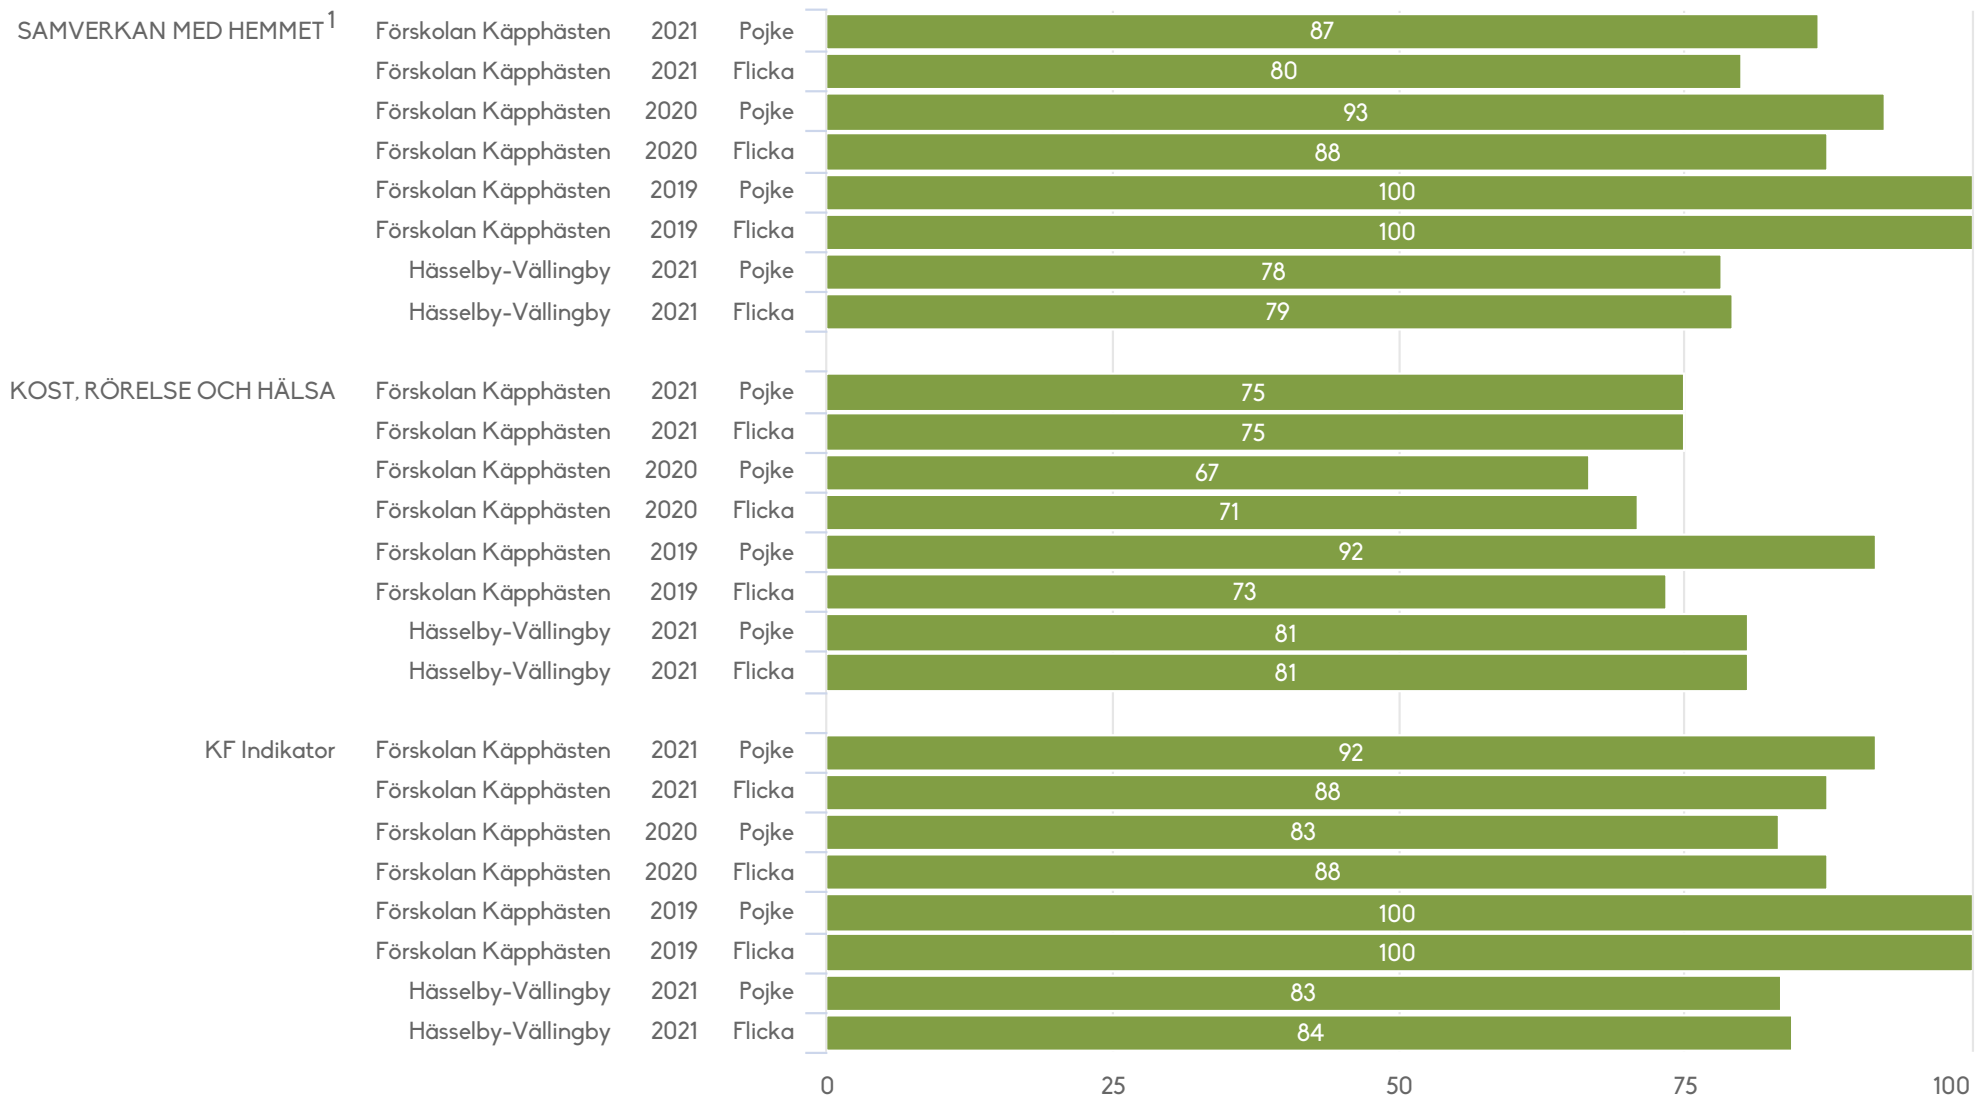 SAMVERKAN MED HEMMET1 Förskolan Käpphästen 2021 Pojke 87
Förskolan Käpphästen 2021 Flicka 80
Förskolan Käpphästen 2020 Pojke 93
Förskolan Käpphästen 2020 Flicka 88
Förskolan Käpphästen 2019 Pojke 100
Förskolan Käpphästen 2019 Flicka 100
Hässelby-Vällingby 2021 Pojke 78
Hässelby-Vällingby 2021 Flicka 79
KOST, RÖRELSE OCH HÄLSA Förskolan Käpphästen 2021 Pojke 75
Förskolan Käpphästen 2021 Flicka 75
Förskolan Käpphästen 2020 Pojke 67
Förskolan Käpphästen 2020 Flicka 71
Förskolan Käpphästen 2019 Pojke 92
Förskolan Käpphästen 2019 Flicka 73
Hässelby-Vällingby 2021 Pojke 81
Hässelby-Vällingby 2021 Flicka 81
KF Indikator Förskolan Käpphästen 2021 Pojke 92
Förskolan Käpphästen 2021 Flicka 88
Förskolan Käpphästen 2020 Pojke 83
Förskolan Käpphästen 2020 Flicka 88
Förskolan Käpphästen 2019 Pojke 100
Förskolan Käpphästen 2019 Flicka 100
Hässelby-Vällingby 2021 Pojke 83
Hässelby-Vällingby 2021 Flicka 84
0 25 50 75 100